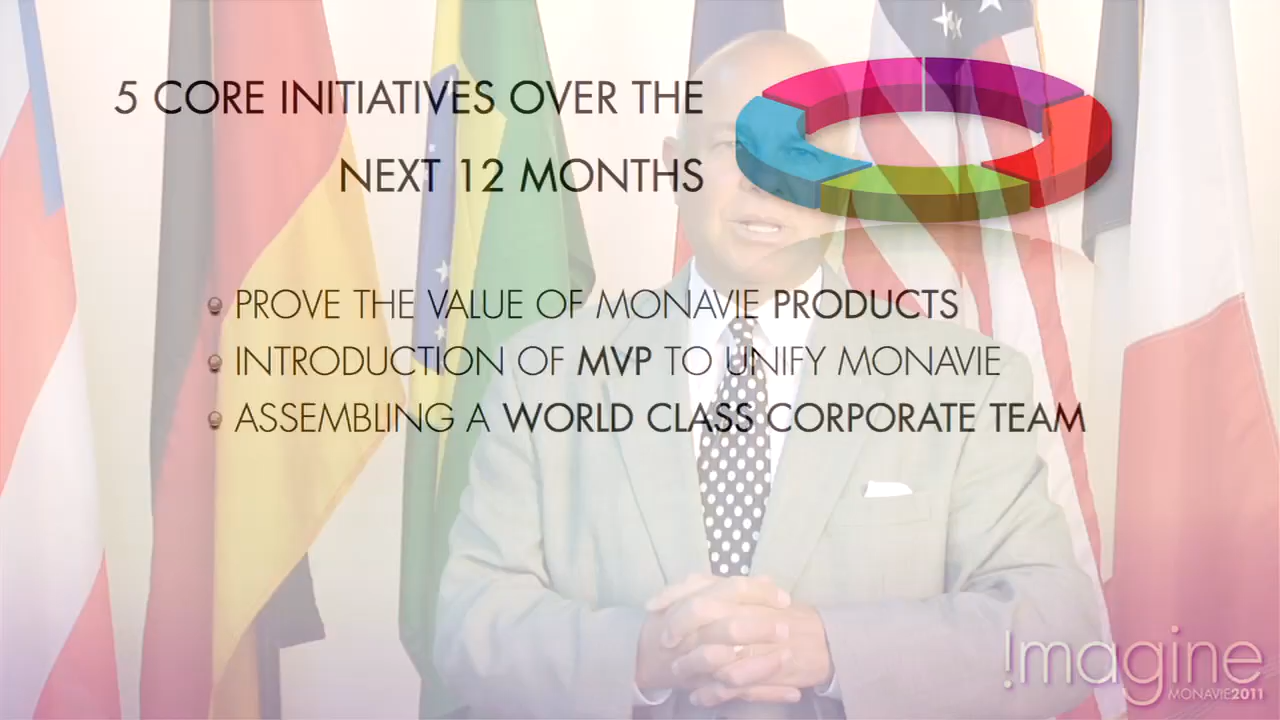 5 CORE INITIATIVES OVER THE
NEXT 12 MONTHS
PROVE THE VALUE OF MONAVIE PRODUCTS
INTRODUCTION OF MVP TO UNIFY MONAVIE
ASSEMBLING A WORLD CLASS CORPORATE TEAM
!magine
MONAVIE2011